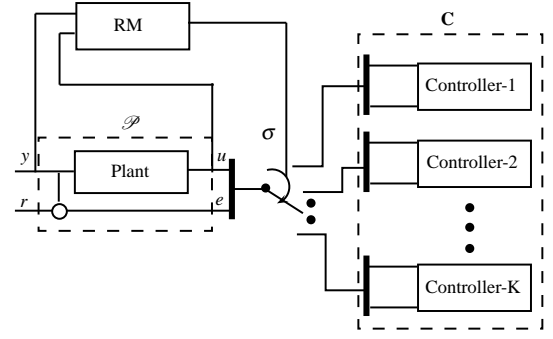 C
RM
Controller-1
σ
𝒫
y
Plant
u
Controller-2
r
e
Controller-K